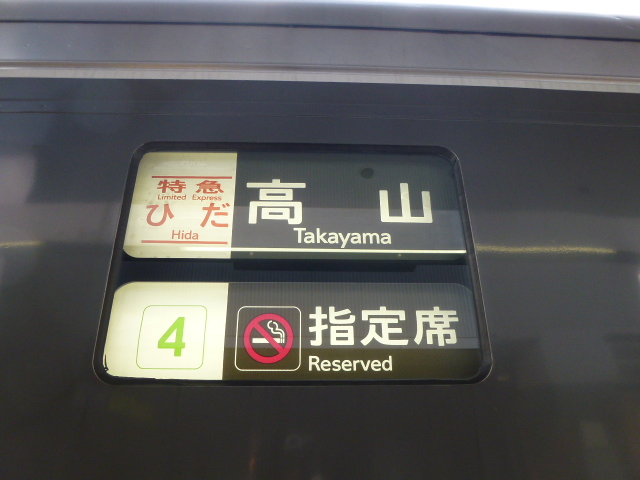 特急
Limited Express
ひだ
Hida
高山
Takayama
4
指定席
Reserved